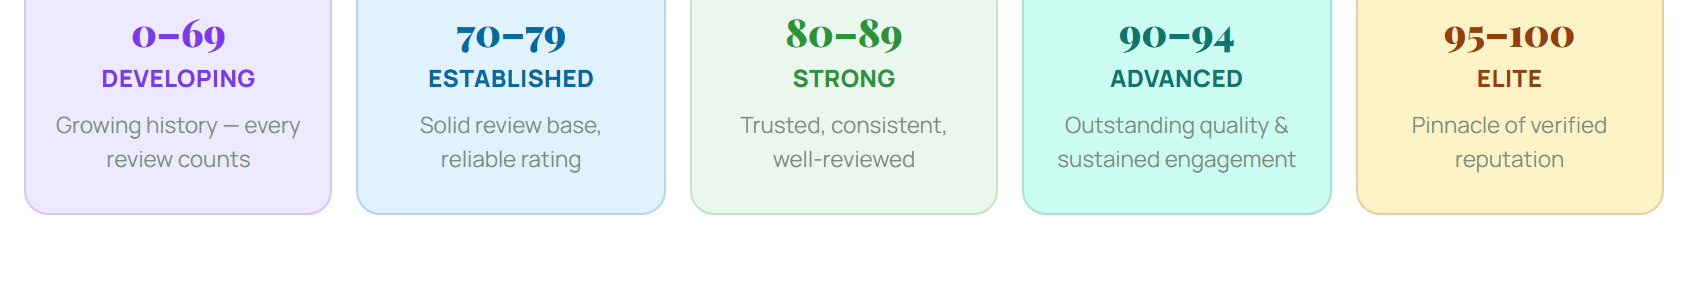 0–69
DEVELOPING
Growing history — every
review counts
70–79
ESTABLISHED
Solid review base,
reliable rating
80–89
STRONG
Trusted, consistent,
well-reviewed
90–94
ADVANCED
Outstanding quality &
sustained engagement
95–100
ELITE
Pinnacle of verified
reputation